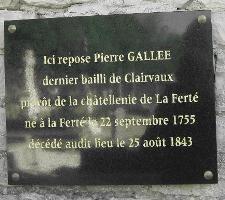 Ici repose Pierre GALLEE
dernier bailli de Clairvaux
prévôt de la châtellenie de La Ferté
né à la Ferté le 22 septembre 1755
décédé audit lieu le 25 août 1843